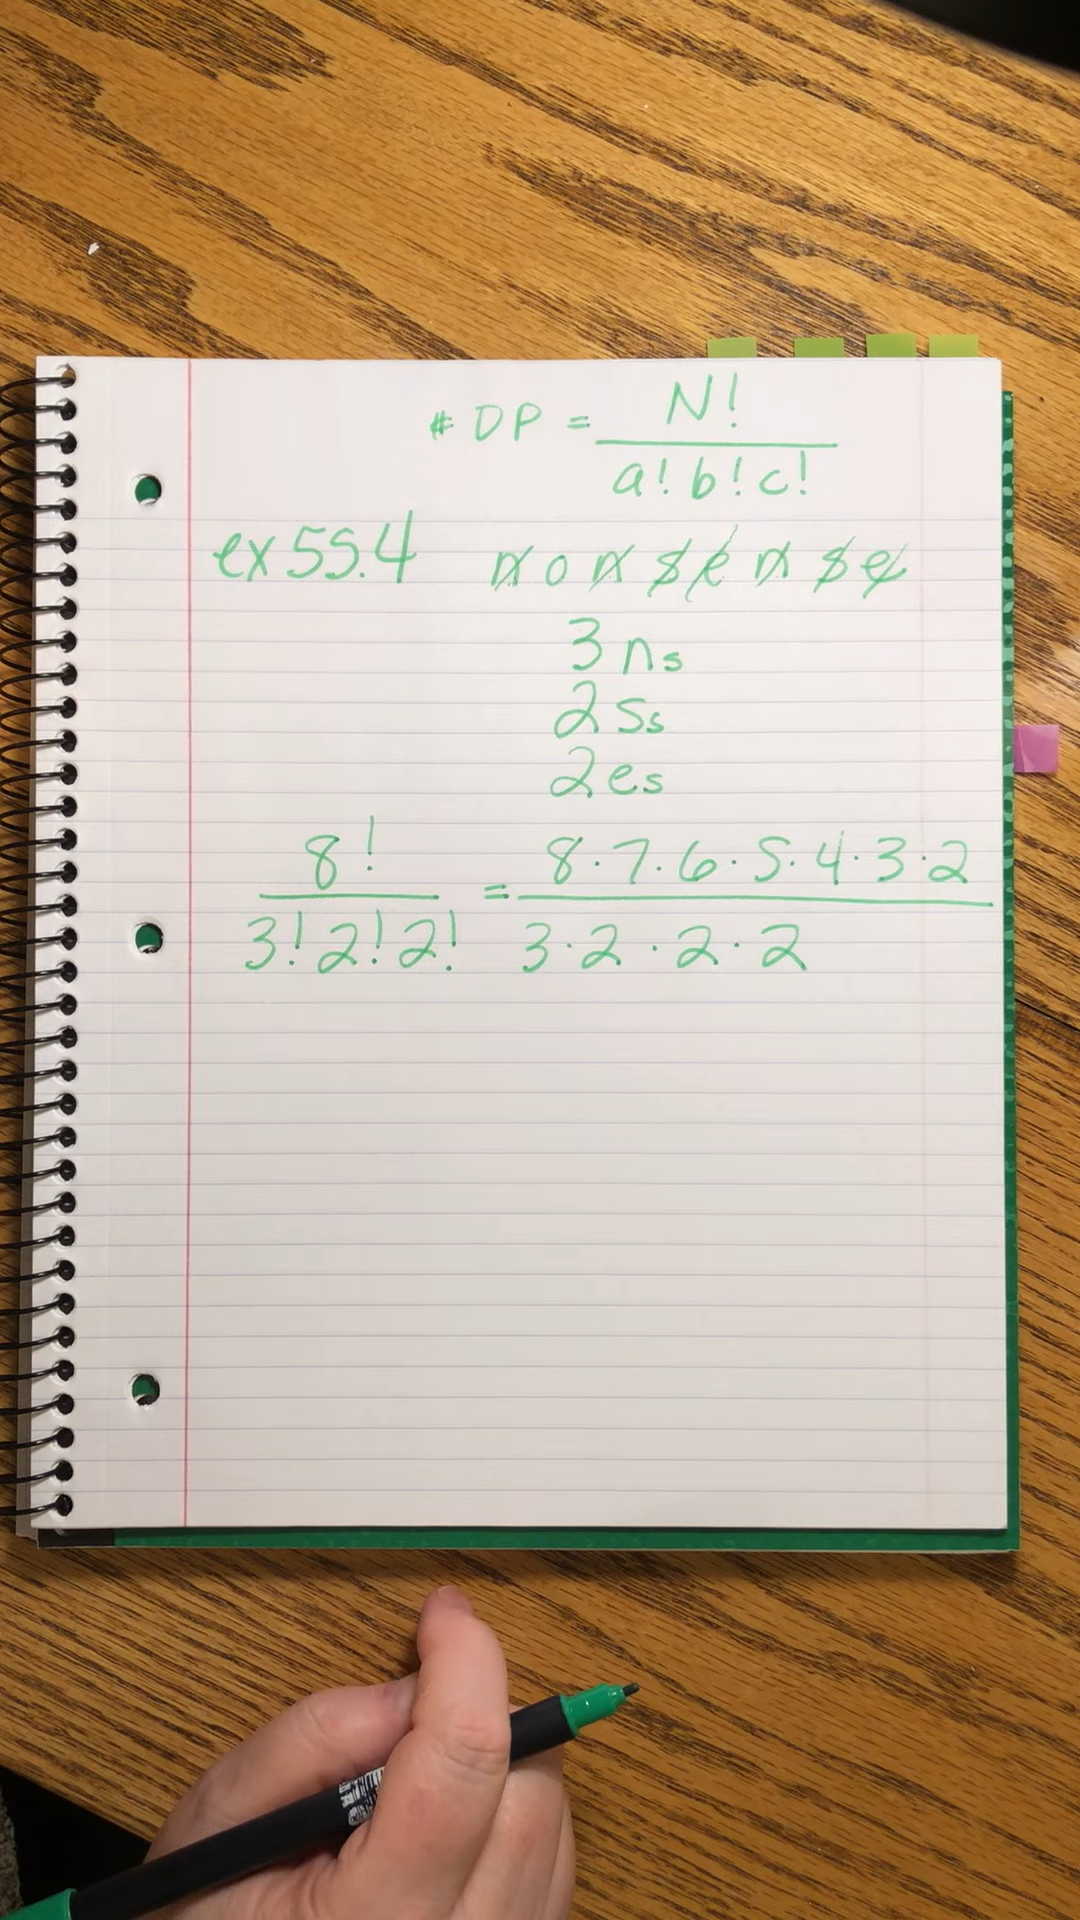 # DP = N! / a! b! c!
ex 55.4 nonsense
3 ns
2 Ss
2 es
8! / 3! 2! 2! = 8·7·6·5·4·3·2 / 3·2·2·2